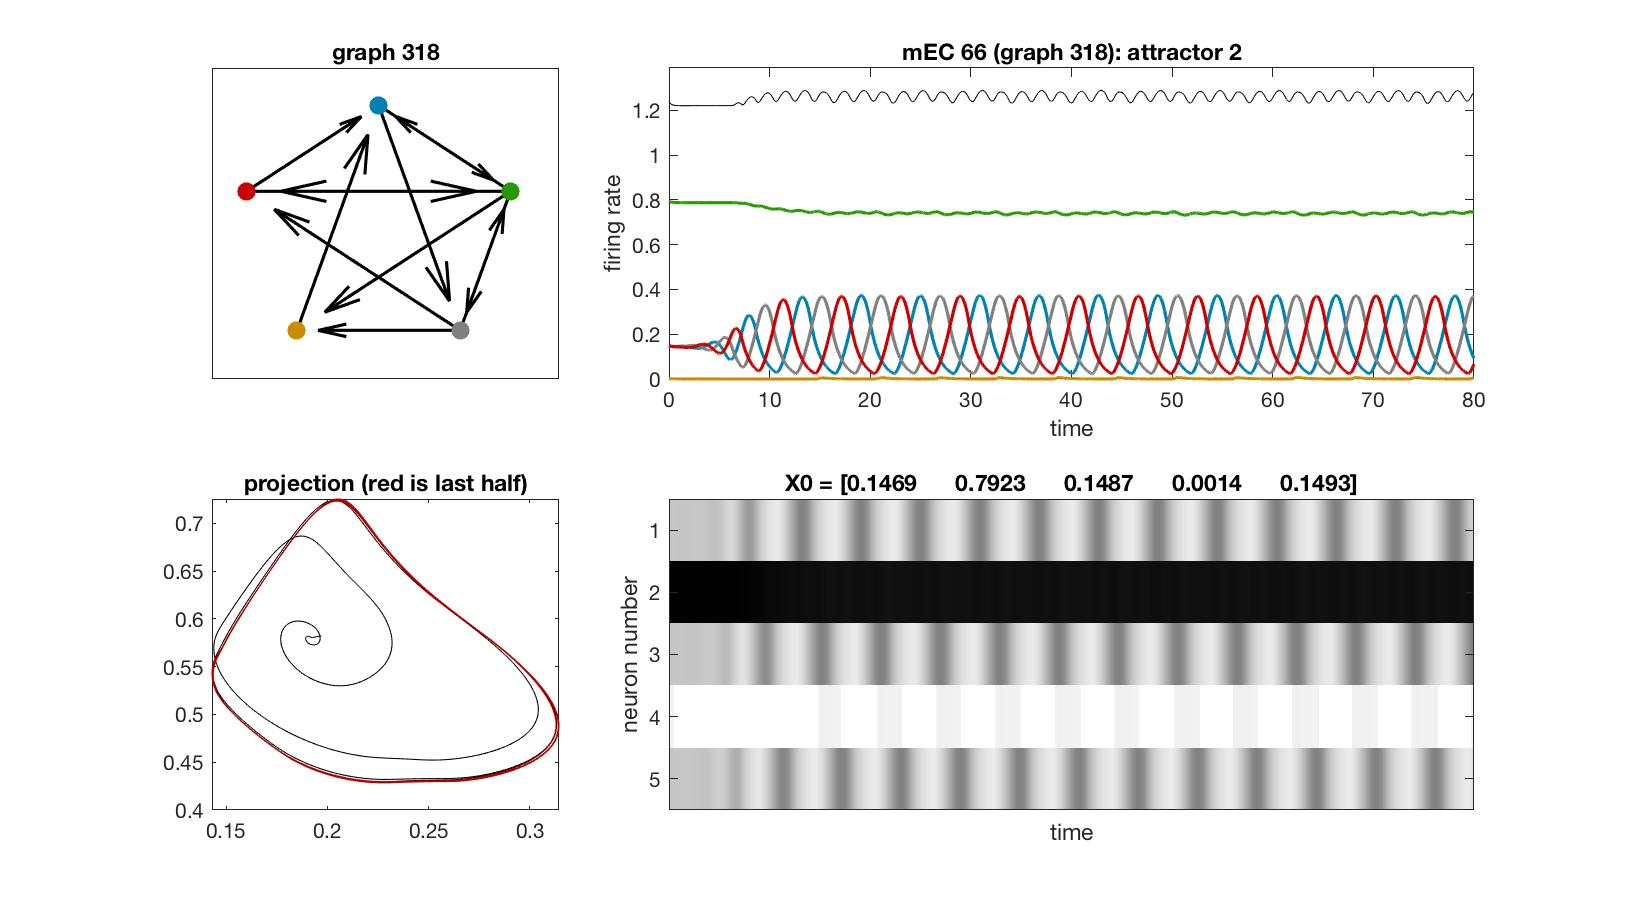 graph 318
mEC 66 (graph 318): attractor 2
firing rate
1.2
1
0.8
0.6
0.4
0.2
0
0 10 20 30 40 50 60 70 80
time
projection (red is last half)
0.7
0.65
0.6
0.55
0.5
0.45
0.4
0.15 0.2 0.25 0.3
X0 = [0.1469 0.7923 0.1487 0.0014 0.1493]
neuron number
1
2
3
4
5
time